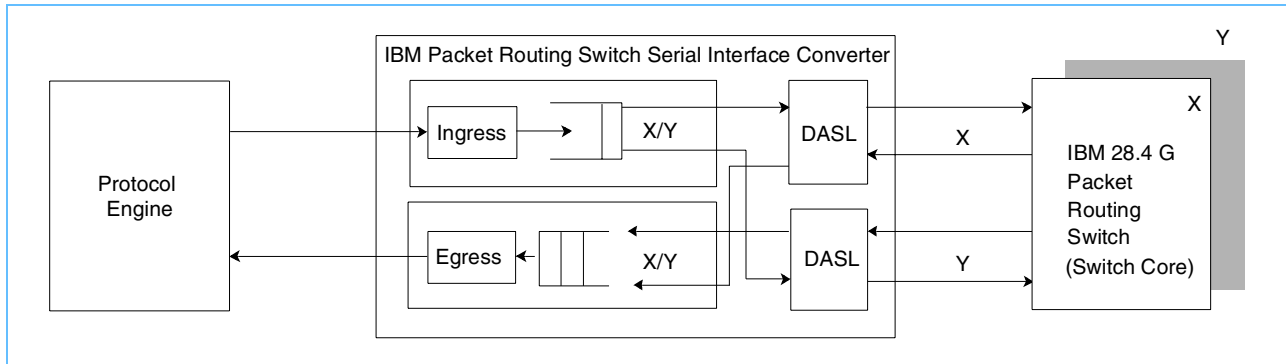 Y
IBM Packet Routing Switch Serial Interface Converter
Protocol
Engine
Ingress
X/Y
DASL
X
X
IBM 28.4 G
Packet
Routing
Switch
(Switch Core)
Egress
X/Y
DASL
Y